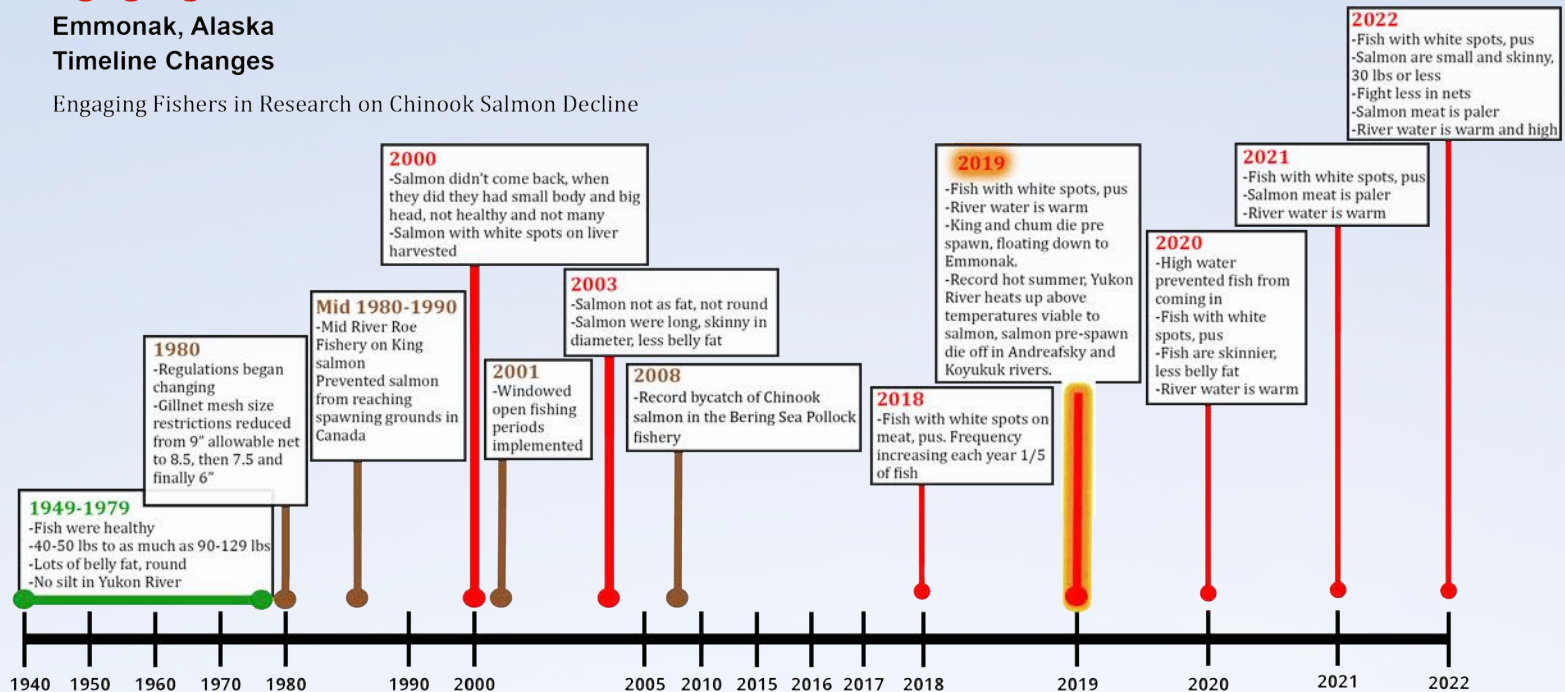 Emmonak, Alaska
Timeline Changes
Engaging Fishers in Research on Chinook Salmon Decline
1949-1979
-Fish were healthy
-40-50 lbs to as much as 90-129 lbs
-Lots of belly fat, round
-No silt in Yukon River
1980
-Regulations began
changing
-Gillnet mesh size
restrictions reduced
from 9” allowable net
to 8.5, then 7.5 and
finally 6”
Mid 1980-1990
-Mid River Roe
Fishery on King
salmon
Prevented salmon
from reaching
spawning grounds in
Canada
2000
-Salmon didn’t come back, when
they did they had small body and big
head, not healthy and not many
-Salmon with white spots on liver
harvested
2001
-Windowed
open fishing
periods
implemented
2003
-Salmon not as fat, not round
-Salmon were long, skinny in
diameter, less belly fat
2008
-Record bycatch of Chinook
salmon in the Bering Sea Pollock
fishery
2018
-Fish with white spots on
meat, pus. Frequency
increasing each year 1/5
of fish
2019
-Fish with white spots, pus
-River water is warm
-King and chum die pre
spawn, floating down to
Emmonak.
-Record hot summer, Yukon
River heats up above
temperatures viable to
salmon, salmon pre-spawn
die off in Andreafsky and
Koyukuk rivers.
2020
-High water
prevented fish from
coming in
-Fish with white
spots, pus
-Fish are skinnier,
less belly fat
-River water is warm
2021
-Fish with white spots, pus
-Salmon meat is paler
-River water is warm
2022
-Fish with white spots, pus
-Salmon are small and skinny,
30 lbs or less
-Fight less in nets
-Salmon meat is paler
-River water is warm and high
1940 1950 1960 1970 1980 1990 2000 2005 2010 2015 2016 2017 2018 2019 2020 2021 2022